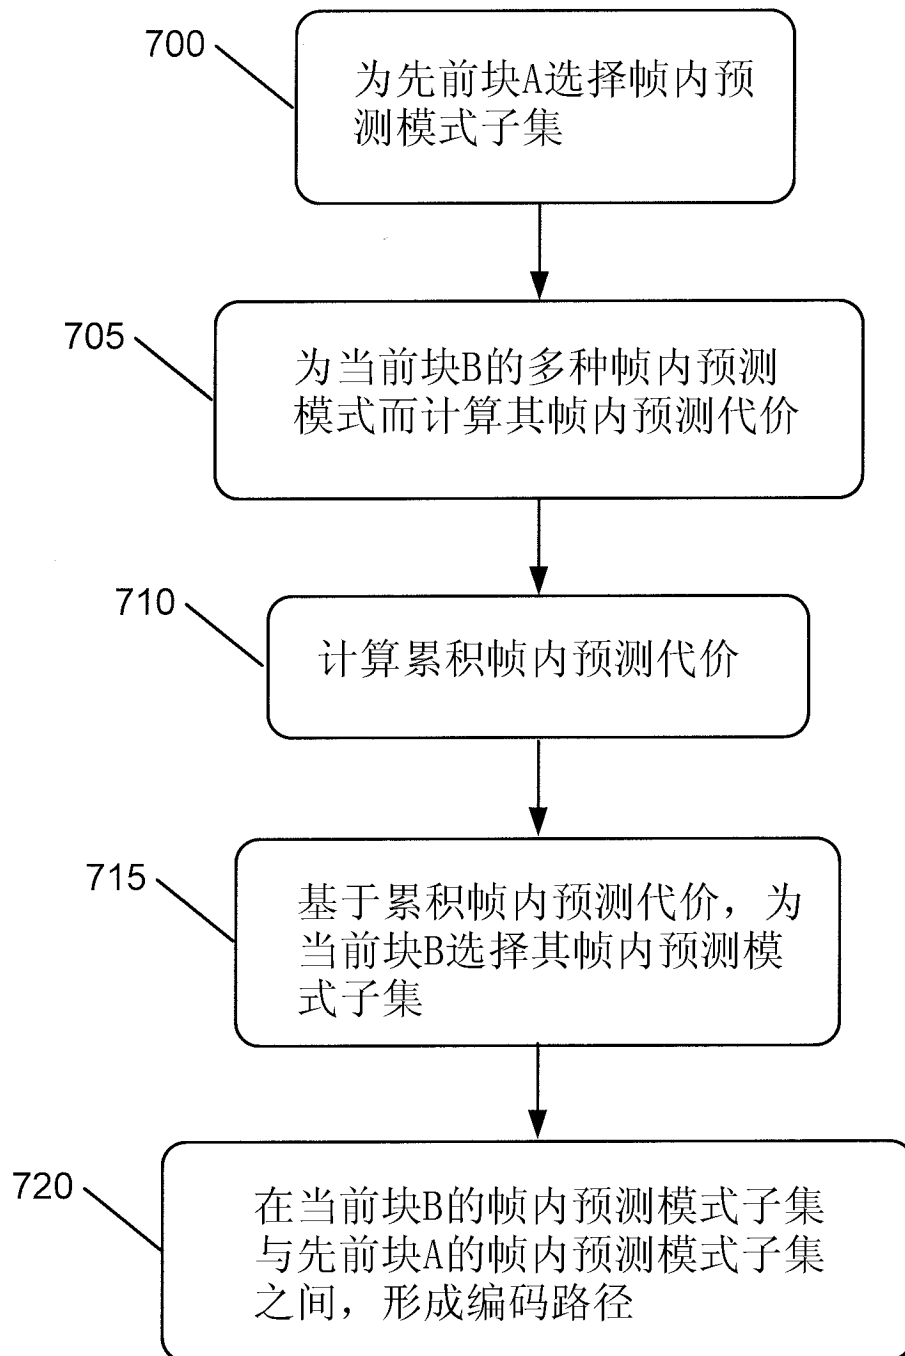 700
为先前块A选择帧内预
测模式子集
705
为当前块B的多种帧内预测
模式而计算其帧内预测代价
710
计算累积帧内预测代价
715
基于累积帧内预测代价，为
当前块B选择其帧内预测模
式子集
720
在当前块B的帧内预测模式子集
与先前块A的帧内预测模式子集
之间，形成编码路径